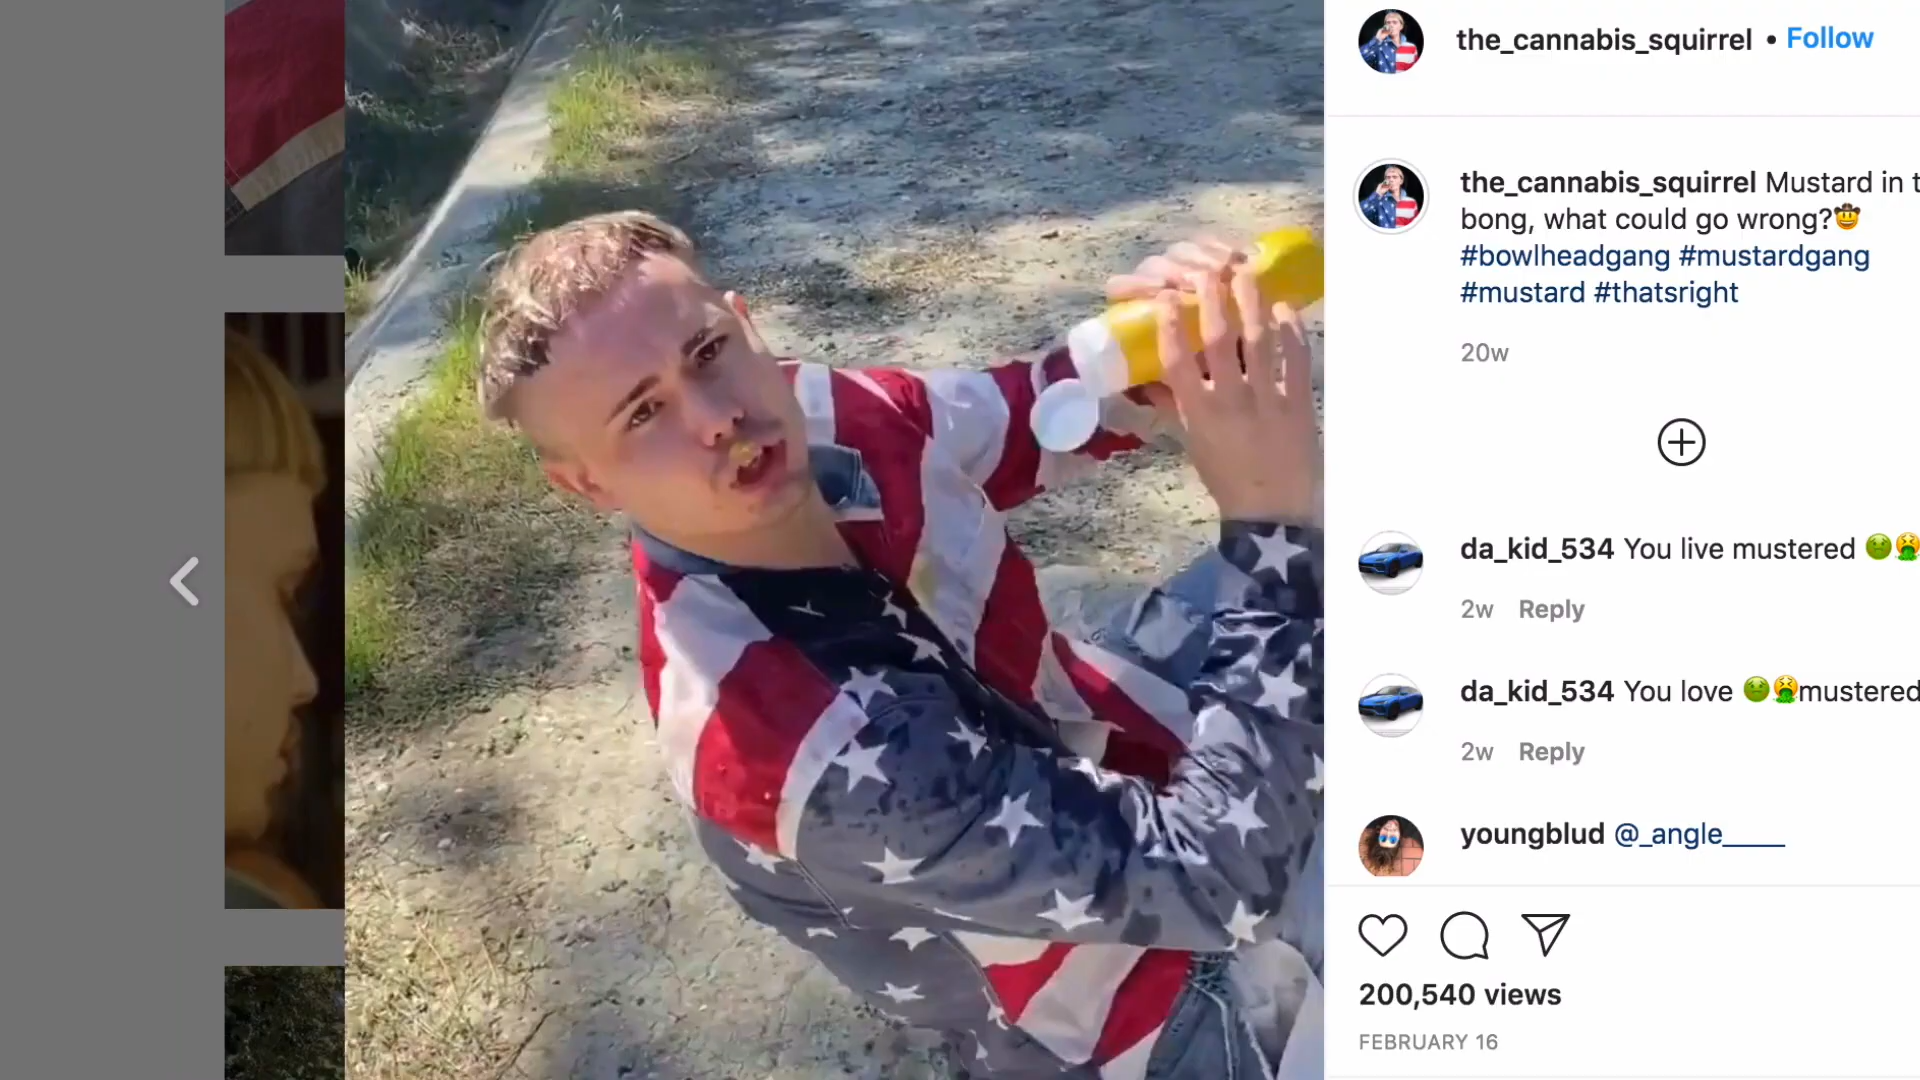 the_cannabis_squirrel • Follow
the_cannabis_squirrel Mustard in t
bong, what could go wrong?🤠
#bowlheadgang #mustardgang
#mustard #thatsright
20w
da_kid_534 You live mustered 🤢🤮
2w Reply
da_kid_534 You love 🤢🤮mustered
2w Reply
youngblud @_angle____
200,540 views
FEBRUARY 16